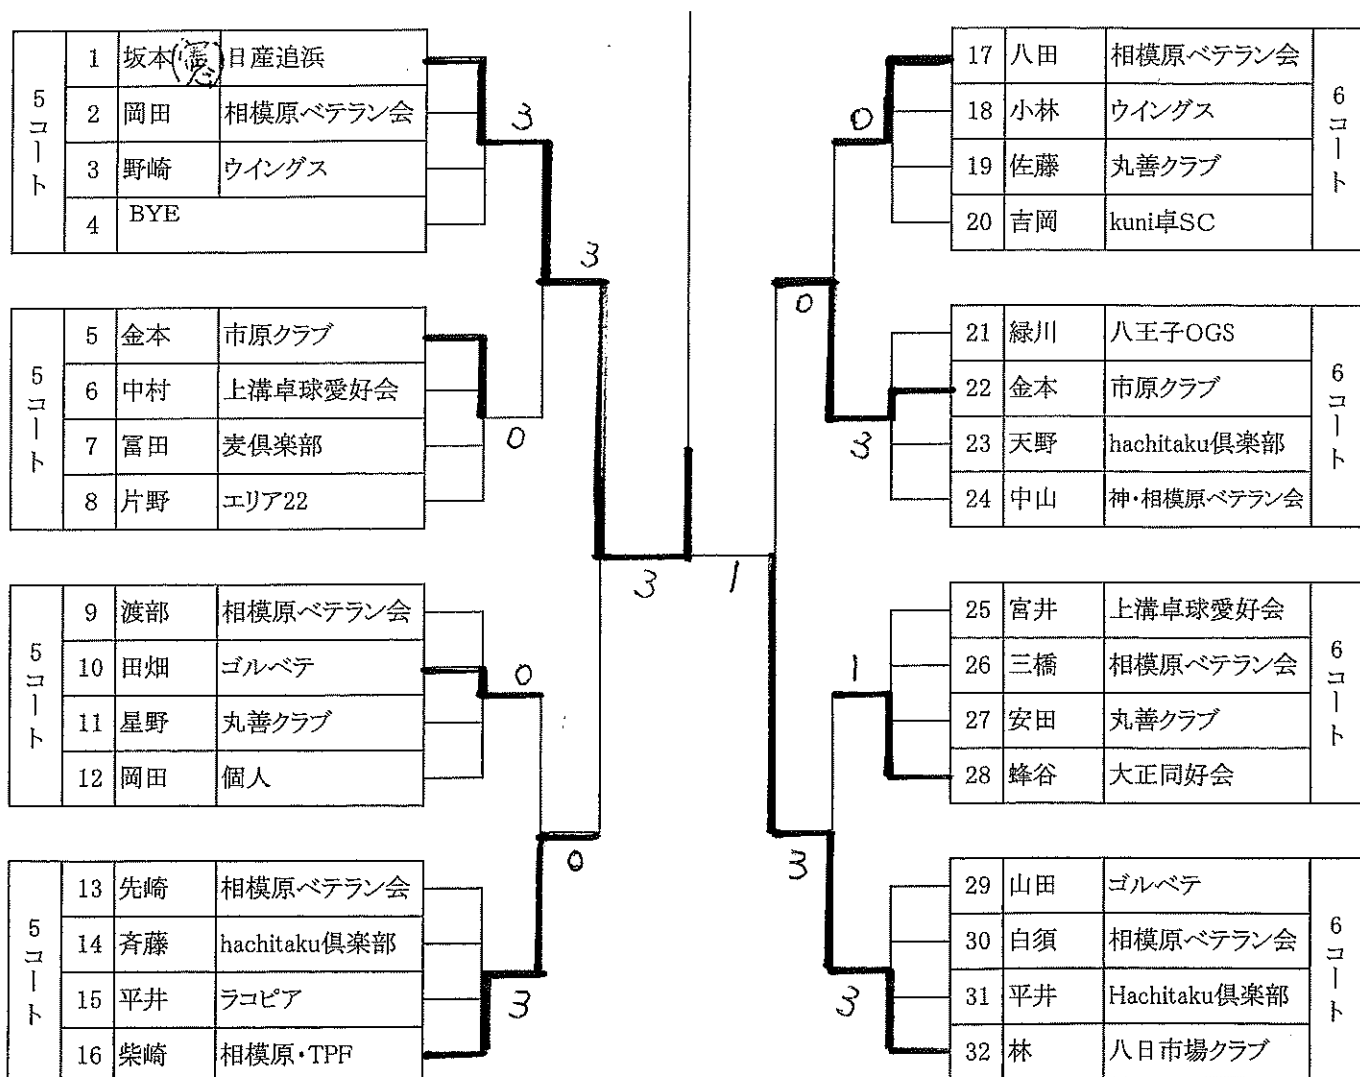 5コート
1 坂本 日産追浜
2 岡田 相模原ベテラン会
3 野崎 ウイングス
4 BYE
3
3
5コート
5 金本 市原クラブ
6 中村 上溝卓球愛好会
7 冨田 麦倶楽部
8 片野 エリア22
0
5コート
9 渡部 相模原ベテラン会
10 田畑 ゴルベテ
11 星野 丸善クラブ
12 岡田 個人
0
0
5コート
13 先崎 相模原ベテラン会
14 斉藤 hachitaku倶楽部
15 平井 ラコピア
16 柴崎 相模原・TPF
3
3 1
17 八田 相模原ベテラン会
18 小林 ウイングス
19 佐藤 丸善クラブ
20 吉岡 kuni卓SC
6コート
0
0
21 緑川 八王子OGS
22 金本 市原クラブ
23 天野 hachitaku倶楽部
24 中山 神・相模原ベテラン会
6コート
3
25 宮井 上溝卓球愛好会
26 三橋 相模原ベテラン会
27 安田 丸善クラブ
28 蜂谷 大正同好会
6コート
1
3
29 山田 ゴルベテ
30 白須 相模原ベテラン会
31 平井 Hachitaku倶楽部
32 林 八日市場クラブ
6コート
3